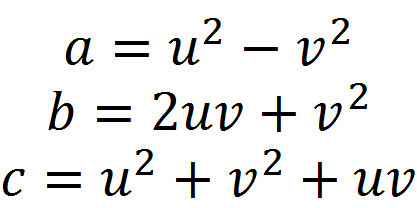 a = u² − v²
b = 2uv + v²
c = u² + v² + uv